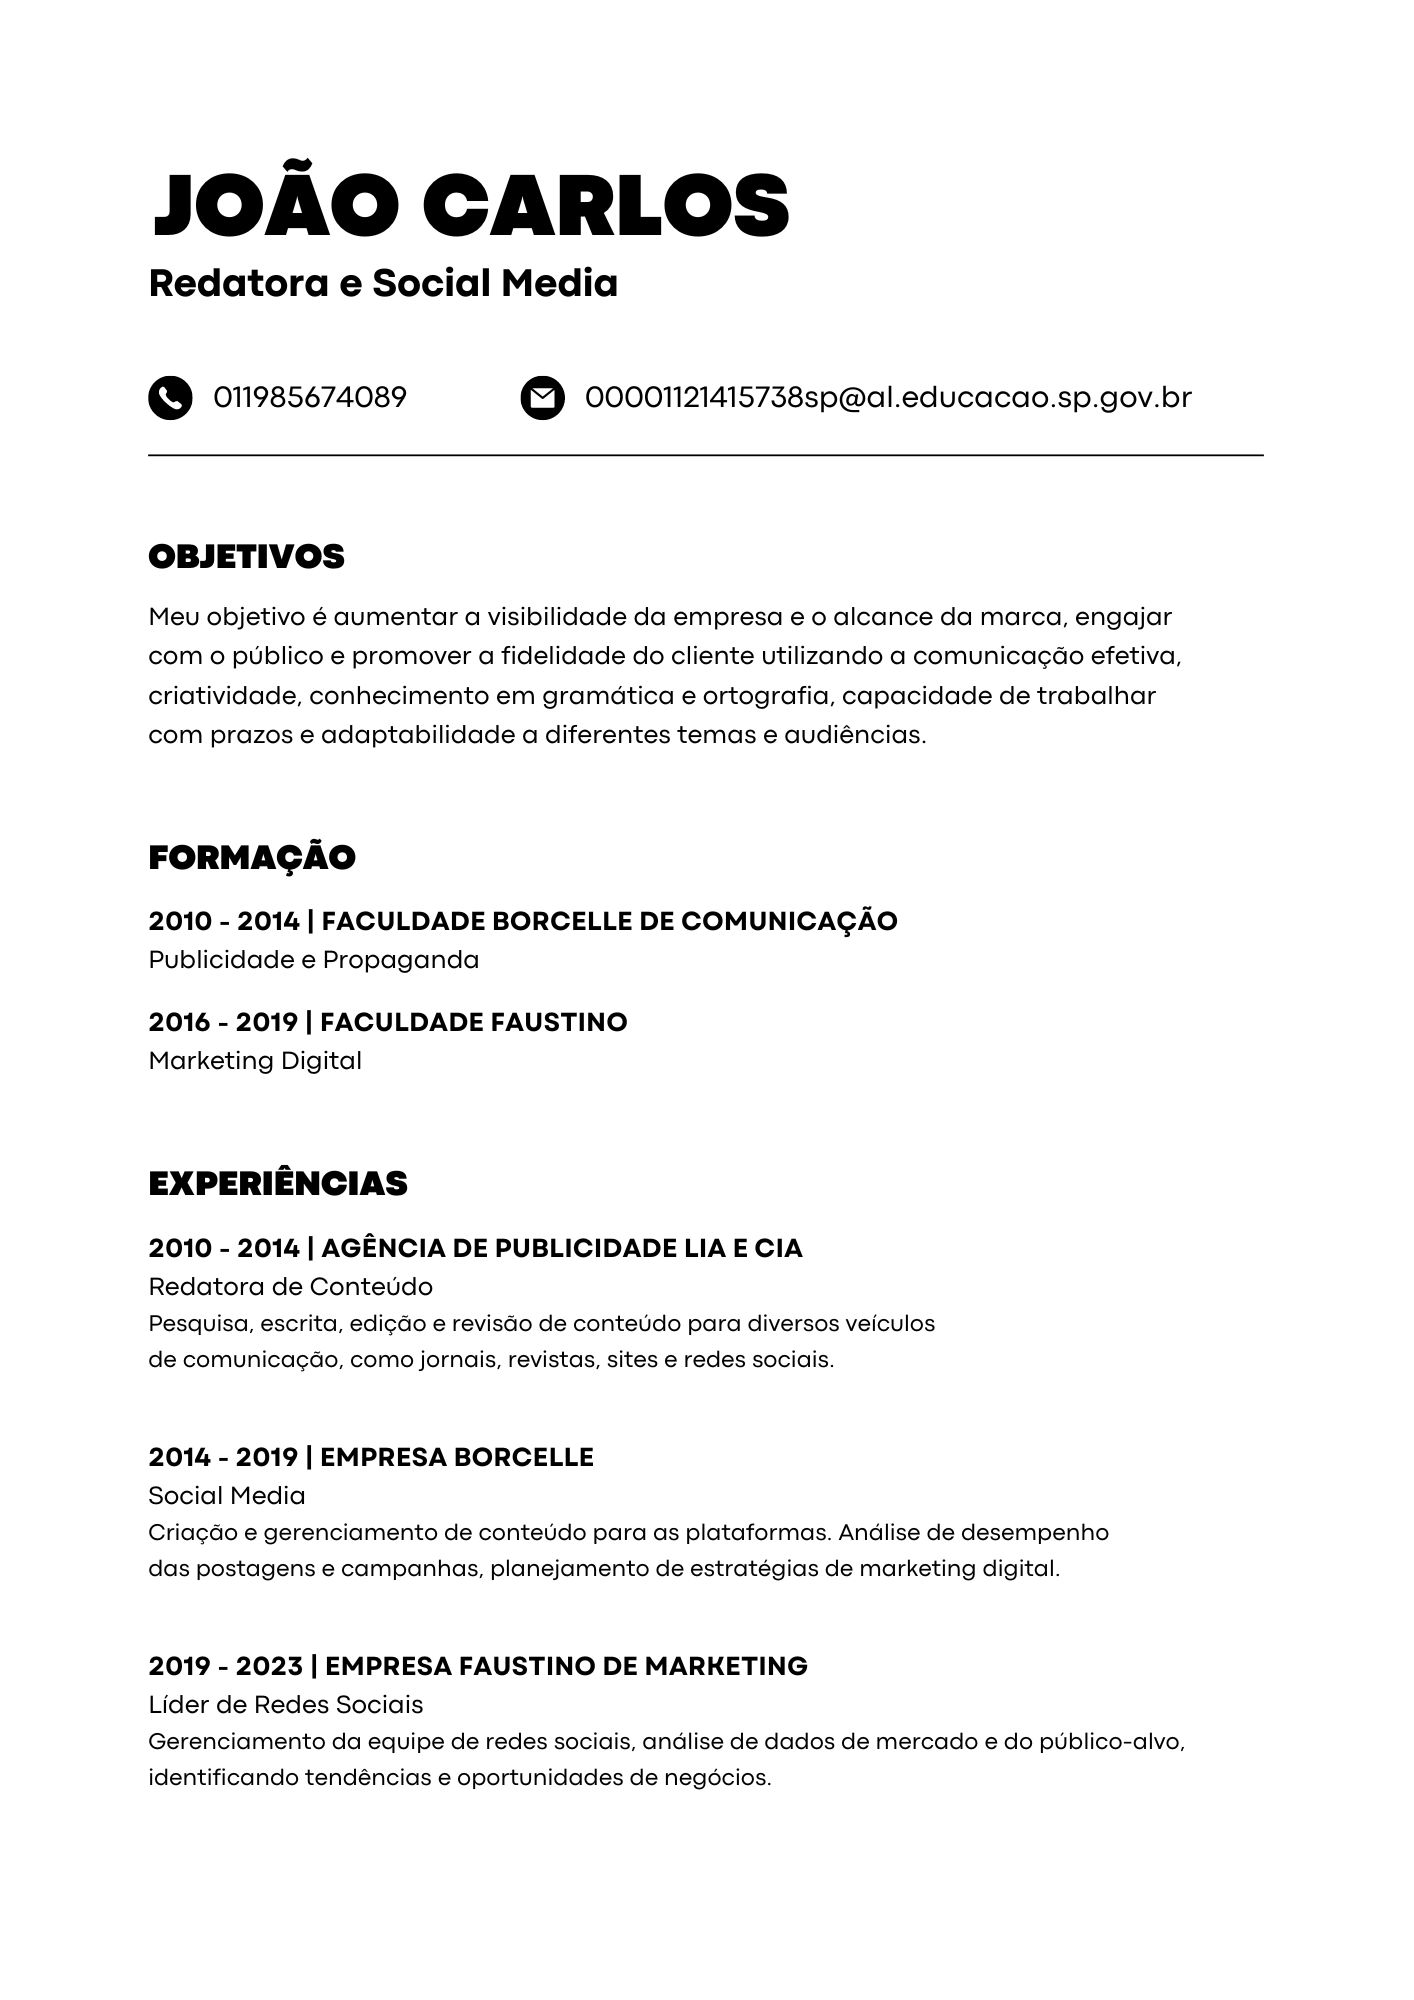 JOÃO CARLOS
Redatora e Social Media
011985674089 00001121415738sp@al.educacao.sp.gov.br
OBJETIVOS
Meu objetivo é aumentar a visibilidade da empresa e o alcance da marca, engajar
com o público e promover a fidelidade do cliente utilizando a comunicação efetiva,
criatividade, conhecimento em gramática e ortografia, capacidade de trabalhar
com prazos e adaptabilidade a diferentes temas e audiências.
FORMAÇÃO
2010 - 2014 | FACULDADE BORCELLE DE COMUNICAÇÃO
Publicidade e Propaganda
2016 - 2019 | FACULDADE FAUSTINO
Marketing Digital
EXPERIÊNCIAS
2010 - 2014 | AGÊNCIA DE PUBLICIDADE LIA E CIA
Redatora de Conteúdo
Pesquisa, escrita, edição e revisão de conteúdo para diversos veículos
de comunicação, como jornais, revistas, sites e redes sociais.
2014 - 2019 | EMPRESA BORCELLE
Social Media
Criação e gerenciamento de conteúdo para as plataformas. Análise de desempenho
das postagens e campanhas, planejamento de estratégias de marketing digital.
2019 - 2023 | EMPRESA FAUSTINO DE MARKETING
Líder de Redes Sociais
Gerenciamento da equipe de redes sociais, análise de dados de mercado e do público-alvo,
identificando tendências e oportunidades de negócios.